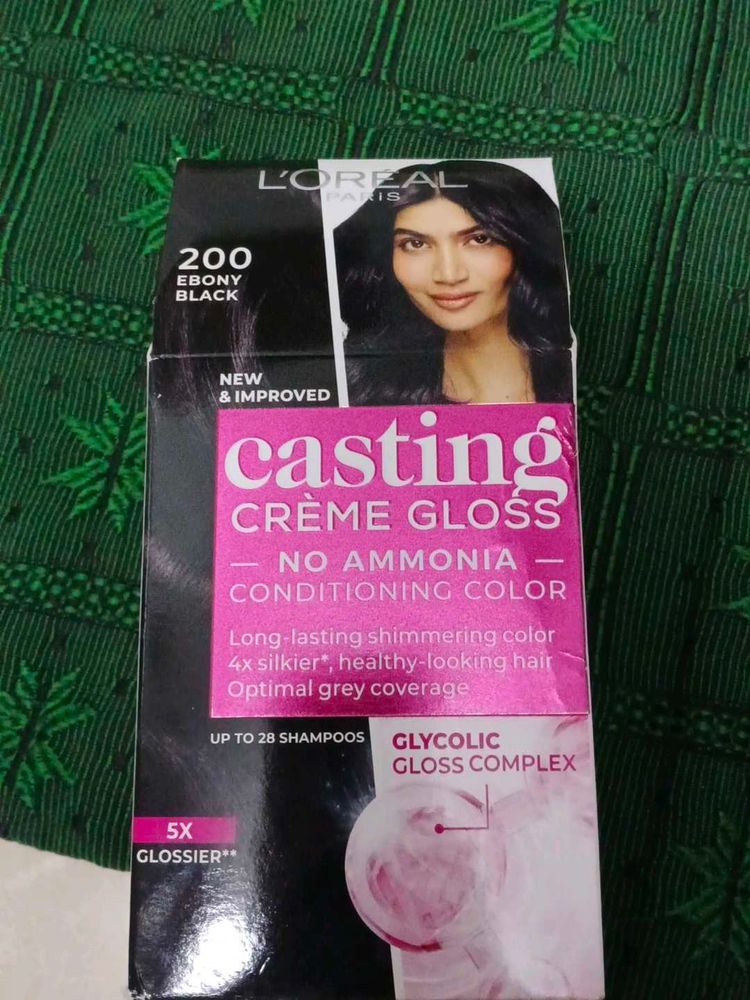 L'ORÉAL
PARIS
200
EBONY
BLACK
NEW
& IMPROVED
casting
CRÈME GLOSS
— NO AMMONIA —
CONDITIONING COLOR
Long-lasting shimmering color
4x silkier*, healthy-looking hair
Optimal grey coverage
UP TO 28 SHAMPOOS
GLYCOLIC
GLOSS COMPLEX
5X
GLOSSIER**